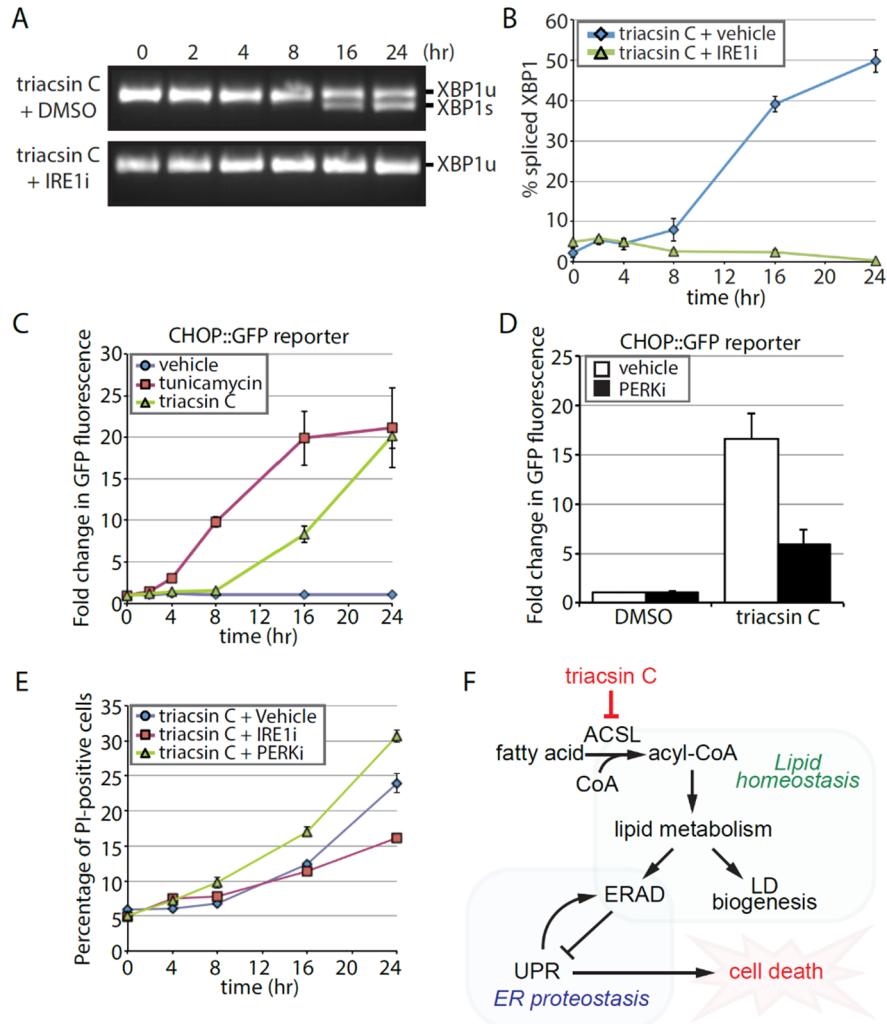 A
0 2 4 8 16 24 (hr)
triacsin C
+ DMSO
XBP1u
XBP1s
triacsin C
+ IRE1i
XBP1u
B
% spliced XBP1
60
50
40
30
20
10
0
triacsin C + vehicle
triacsin C + IRE1i
0 4 8 12 16 20 24
time (hr)
C
CHOP::GFP reporter
Fold change in GFP fluorescence
30
25
20
15
10
5
0
vehicle
tunicamycin
triacsin C
0 4 8 12 16 20 24
time (hr)
D
CHOP::GFP reporter
Fold change in GFP fluorescence
25
20
15
10
5
0
vehicle
PERKi
DMSO triacsin C
E
Percentage of PI-positive cells
35
30
25
20
15
10
5
0
triacsin C + Vehicle
triacsin C + IRE1i
triacsin C + PERKi
0 4 8 12 16 20 24
time (hr)
F
triacsin C
ACSL
fatty acid acyl-CoA
CoA
Lipid
homeostasis
lipid metabolism
ERAD
LD
biogenesis
UPR cell death
ER proteostasis